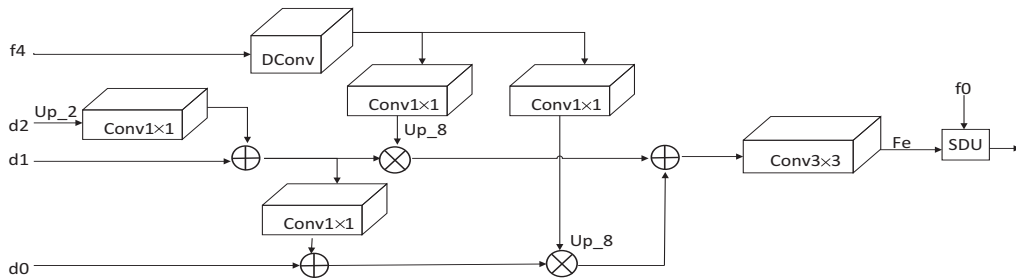 f4
DConv
Conv1×1
Conv1×1
Up_2
d2
Conv1×1
Up_8
f0
d1
Conv3×3
Fe
SDU
Conv1×1
Up_8
d0